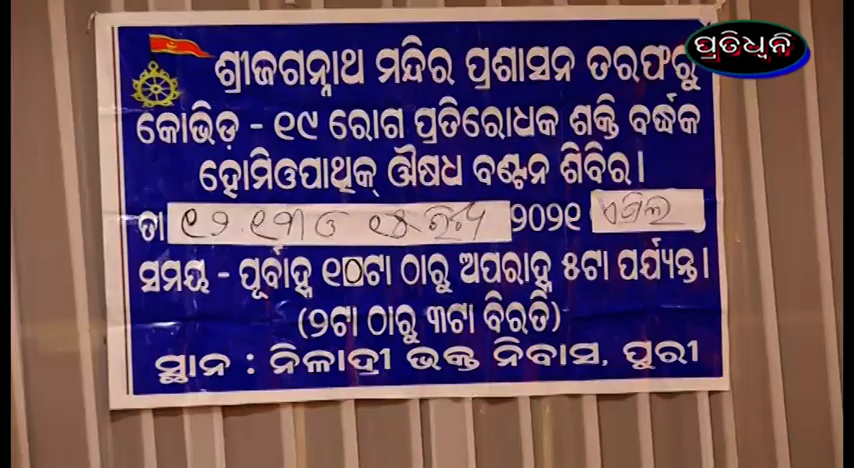 ପ୍ରତିଧ୍ୱନି
ଶ୍ରୀଜଗନ୍ନାଥ ମନ୍ଦିର ପ୍ରଶାସନ ତରଫରୁ
କୋଭିଡ଼ - ୧୯ ରୋଗ ପ୍ରତିରୋଧକ ଶକ୍ତି ବର୍ଦ୍ଧକ
ହୋମିଓପାଥିକ୍ ଔଷଧ ବଣ୍ଟନ ଶିବିର।
ତା ୧୨ ୧୩ ଓ ୨୦୨୧ ଏପ୍ରିଲ
ସମୟ - ପୂର୍ବାହ୍ନ ୧୦ଟା ଠାରୁ ଅପରାହ୍ନ ୫ଟା ପର୍ଯ୍ୟନ୍ତ।
(୨ଟା ଠାରୁ ୩ଟା ବିରତି)
ସ୍ଥାନ : ନିଳାଦ୍ରୀ ଭକ୍ତ ନିବାସ, ପୁରୀ